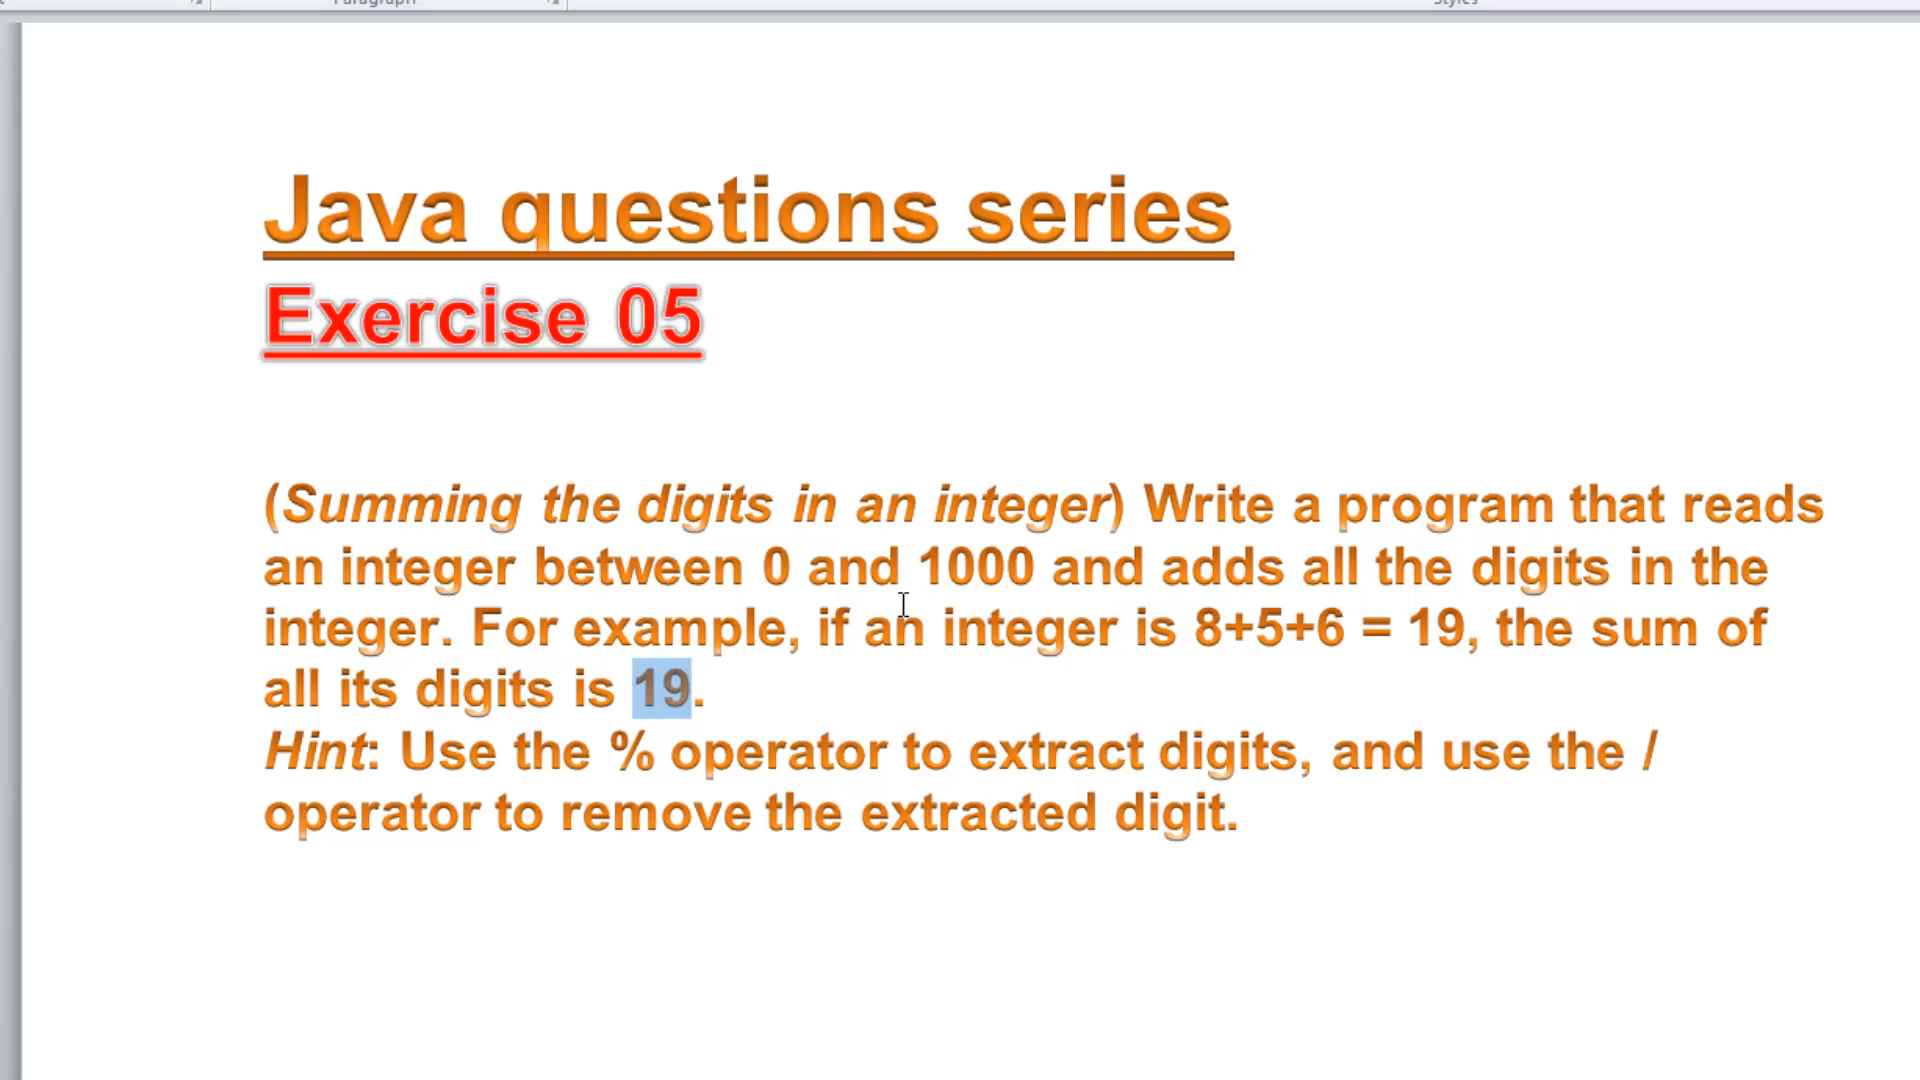 Paragraph
Styles
Java questions series
Exercise 05
(Summing the digits in an integer) Write a program that reads
an integer between 0 and 1000 and adds all the digits in the
integer. For example, if an integer is 8+5+6 = 19, the sum of
all its digits is 19.
Hint: Use the % operator to extract digits, and use the /
operator to remove the extracted digit.